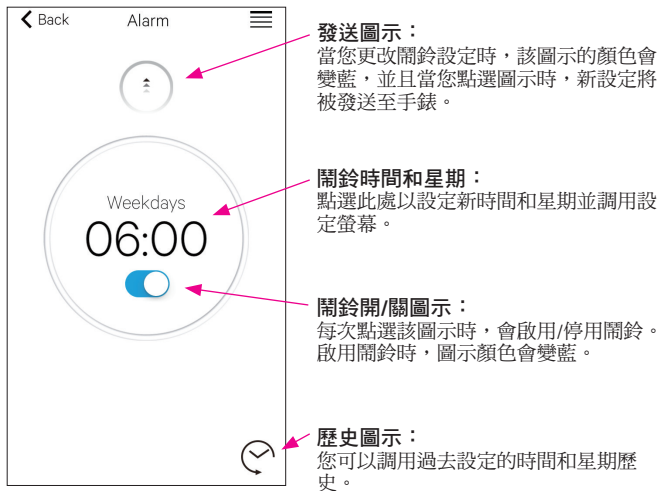 Back
Alarm
Weekdays
06:00
發送圖示：
當您更改鬧鈴設定時，該圖示的顏色會
變藍，並且當您點選圖示時，新設定將
被發送至手錶。
鬧鈴時間和星期：
點選此處以設定新時間和星期並調用設
定螢幕。
鬧鈴開/關圖示：
每次點選該圖示時，會啟用/停用鬧鈴。
啟用鬧鈴時，圖示顏色會變藍。
歷史圖示：
您可以調用過去設定的時間和星期歷
史。